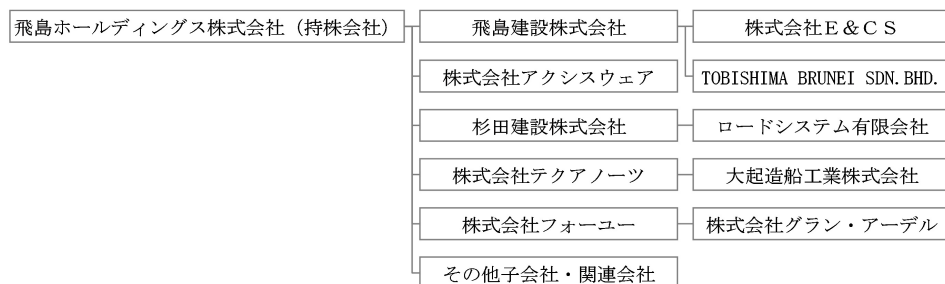 飛島ホールディングス株式会社（持株会社） 飛島建設株式会社 株式会社Ｅ＆ＣＳ
株式会社アクシスウェア TOBISHIMA BRUNEI SDN.BHD.
杉田建設株式会社 ロードシステム有限会社
株式会社テクアノーツ 大起造船工業株式会社
株式会社フォーユー 株式会社グラン・アーデル
その他子会社・関連会社